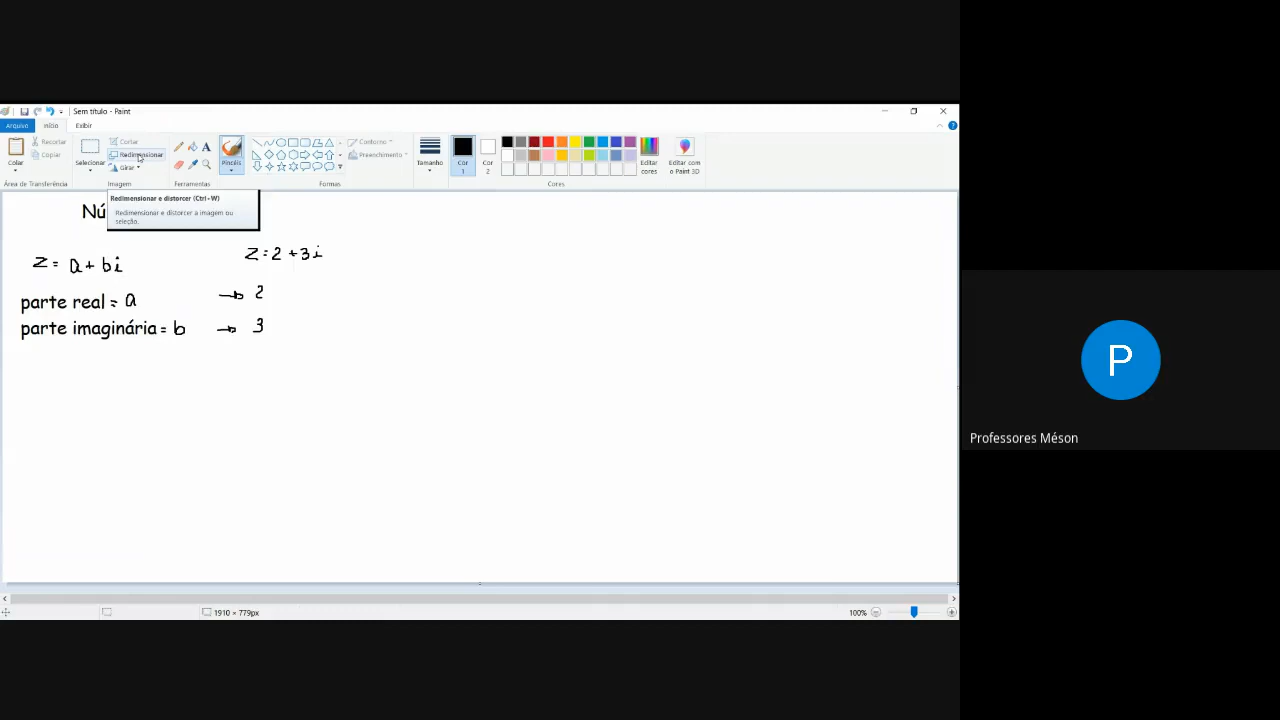 Sem título - Paint
Arquivo Início Exibir
Colar
Recortar
Copiar
Área de Transferência
Selecionar
Cortar
Redimensionar
Girar
Imagem
A
Ferramentas
Pincéis
Contorno
Preenchimento
Formas
Tamanho
Cor 1
Cor 2
Editar cores
Editar com o Paint 3D
Cores
Redimensionar e distorcer (Ctrl+W)
Redimensionar e distorcer a imagem ou
seleção.
Nú
z = a + bi
z = 2 + 3i
parte real = a → 2
parte imaginária = b → 3
1910 × 779px
100%
P
Professores Méson